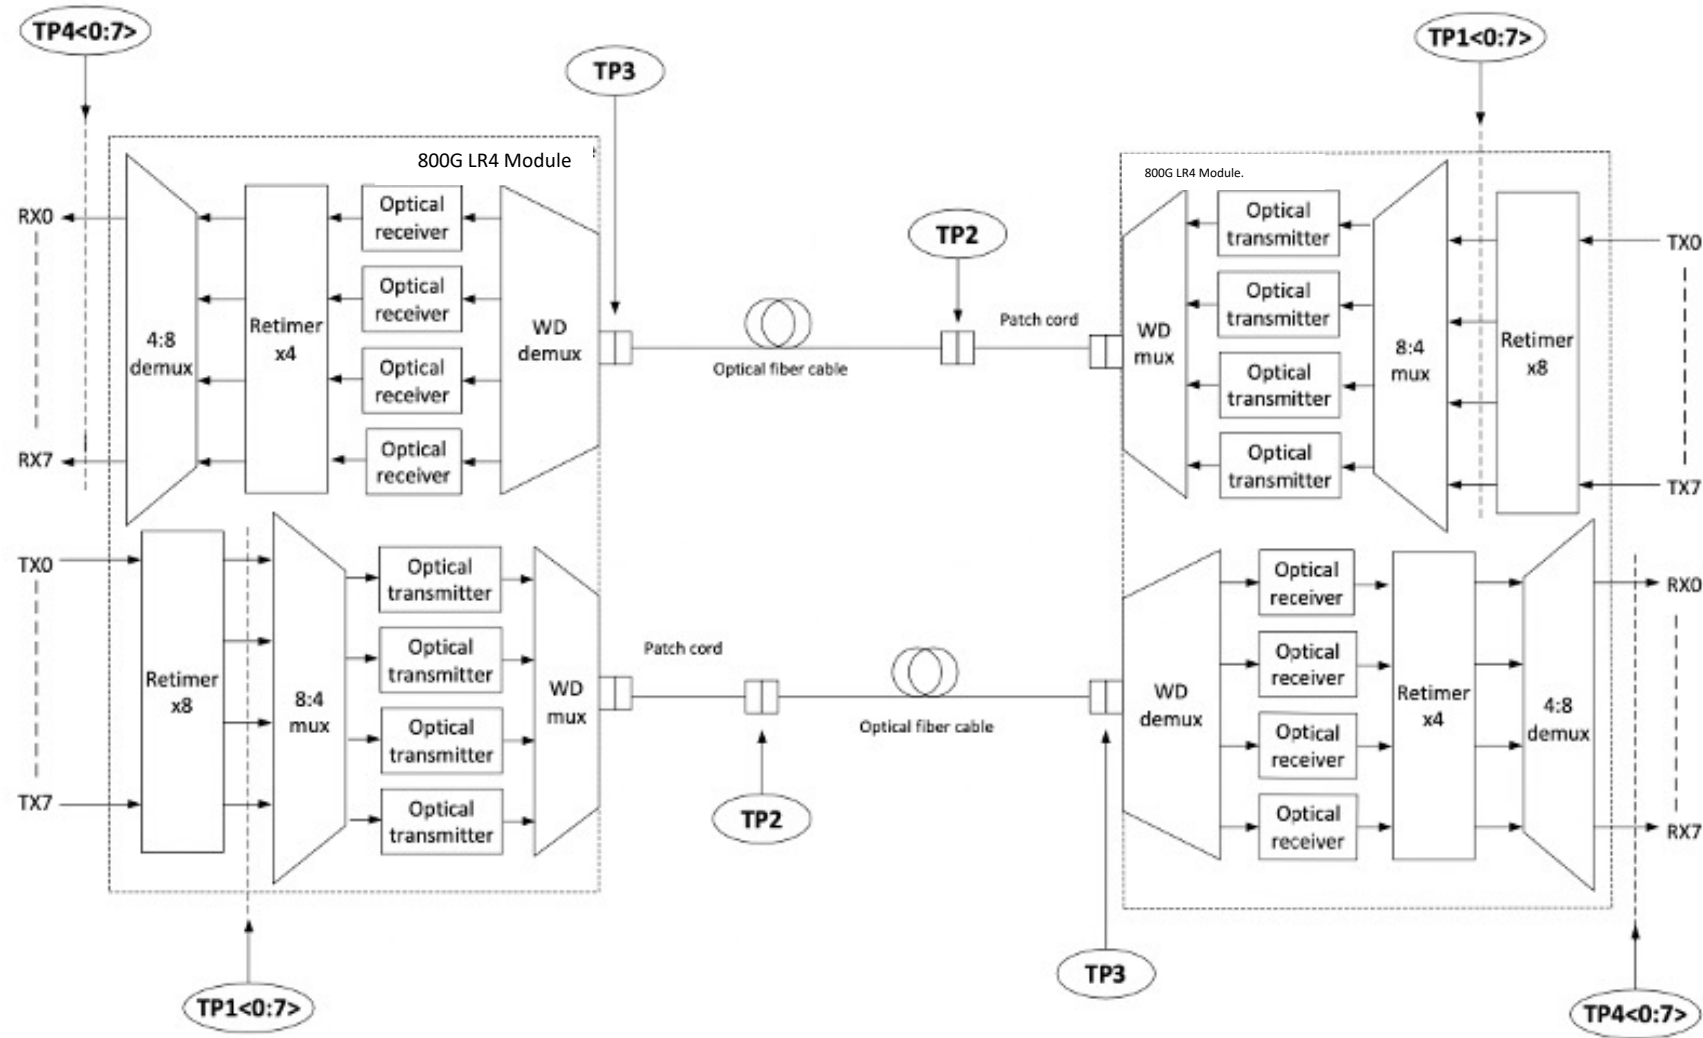 TP4<0:7>
TP1<0:7>
TP3
TP2
800G LR4 Module
800G LR4 Module.
RX0
RX7
4:8
demux
Retimer
x4
Optical
receiver
Optical
receiver
Optical
receiver
Optical
receiver
WD
demux
Optical fiber cable
Patch cord
WD
mux
Optical
transmitter
Optical
transmitter
Optical
transmitter
Optical
transmitter
8:4
mux
Retimer
x8
TX0
TX7
TX0
TX7
Retimer
x8
8:4
mux
Optical
transmitter
Optical
transmitter
Optical
transmitter
Optical
transmitter
WD
mux
Patch cord
Optical fiber cable
WD
demux
Optical
receiver
Optical
receiver
Optical
receiver
Optical
receiver
Retimer
x4
4:8
demux
RX0
RX7
TP2
TP3
TP1<0:7>
TP4<0:7>